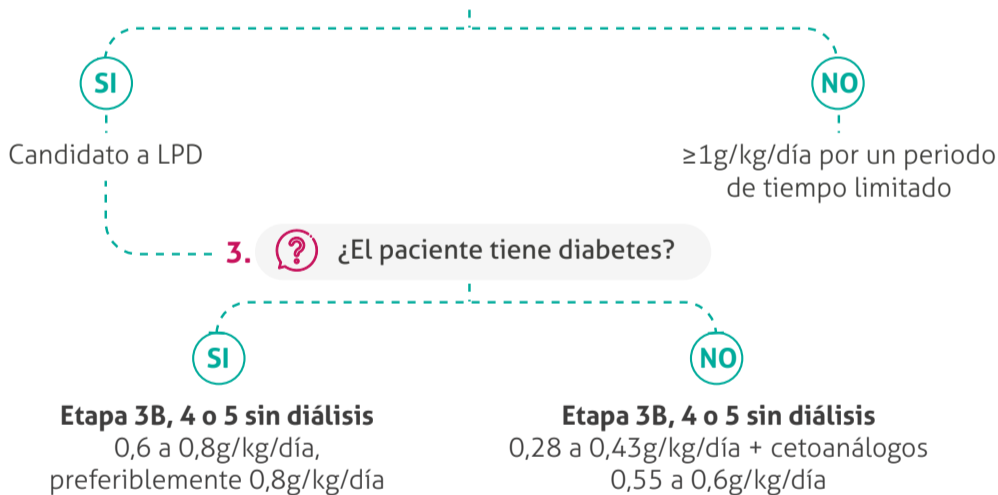 SI
NO
Candidato a LPD
≥1g/kg/día por un periodo
de tiempo limitado
3. ? ¿El paciente tiene diabetes?
SI
NO
Etapa 3B, 4 o 5 sin diálisis
0,6 a 0,8g/kg/día,
preferiblemente 0,8g/kg/día
Etapa 3B, 4 o 5 sin diálisis
0,28 a 0,43g/kg/día + cetoanálogos
0,55 a 0,6g/kg/día